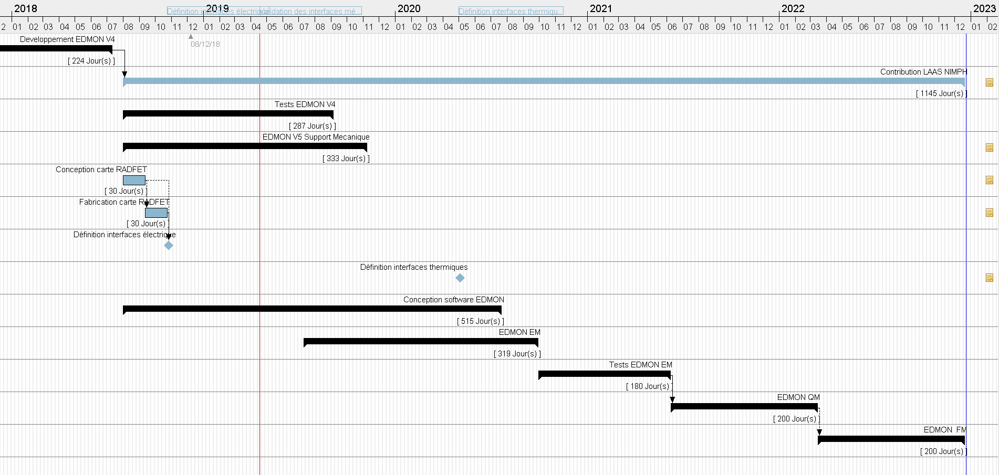 2018 2019 2020 2021 2022 2023
Définition interfaces électrique Validation des interfaces mé... Définition interfaces thermiqu...
2 01 02 03 04 05 06 07 08 09 10 11 12 01 02 03 04 05 06 07 08 09 10 11 12 01 02 03 04 05 06 07 08 09 10 11 12 01 02 03 04 05 06 07 08 09 10 11 12 01 02 03 04 05 06 07 08 09 10 11 12 01 02
Developpement EDMON V4
08/12/18
[ 224 Jour(s) ]
Contribution LAAS NIMPH
[ 1145 Jour(s) ]
Tests EDMON V4
[ 287 Jour(s) ]
EDMON V5 Support Mecanique
[ 333 Jour(s) ]
Conception carte RADFET
[ 30 Jour(s) ]
Fabrication carte RADFET
[ 30 Jour(s) ]
Définition interfaces électrique
Définition interfaces thermiques
Conception software EDMON
[ 515 Jour(s) ]
EDMON EM
[ 319 Jour(s) ]
Tests EDMON EM
[ 180 Jour(s) ]
EDMON QM
[ 200 Jour(s) ]
EDMON  FM
[ 200 Jour(s) ]